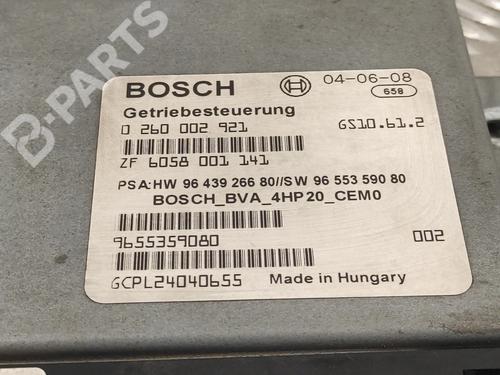 B-PARTS
BOSCH 04-06-08
658
Getriebesteuerung
0 260 002 921 GS10.61.2
ZF 6058 001 141
PSA:HW 96 439 266 80//SW 96 553 590 80
BOSCH_BVA_4HP20_CEM0
9655359080 002
GCPL24040655 Made in Hungary